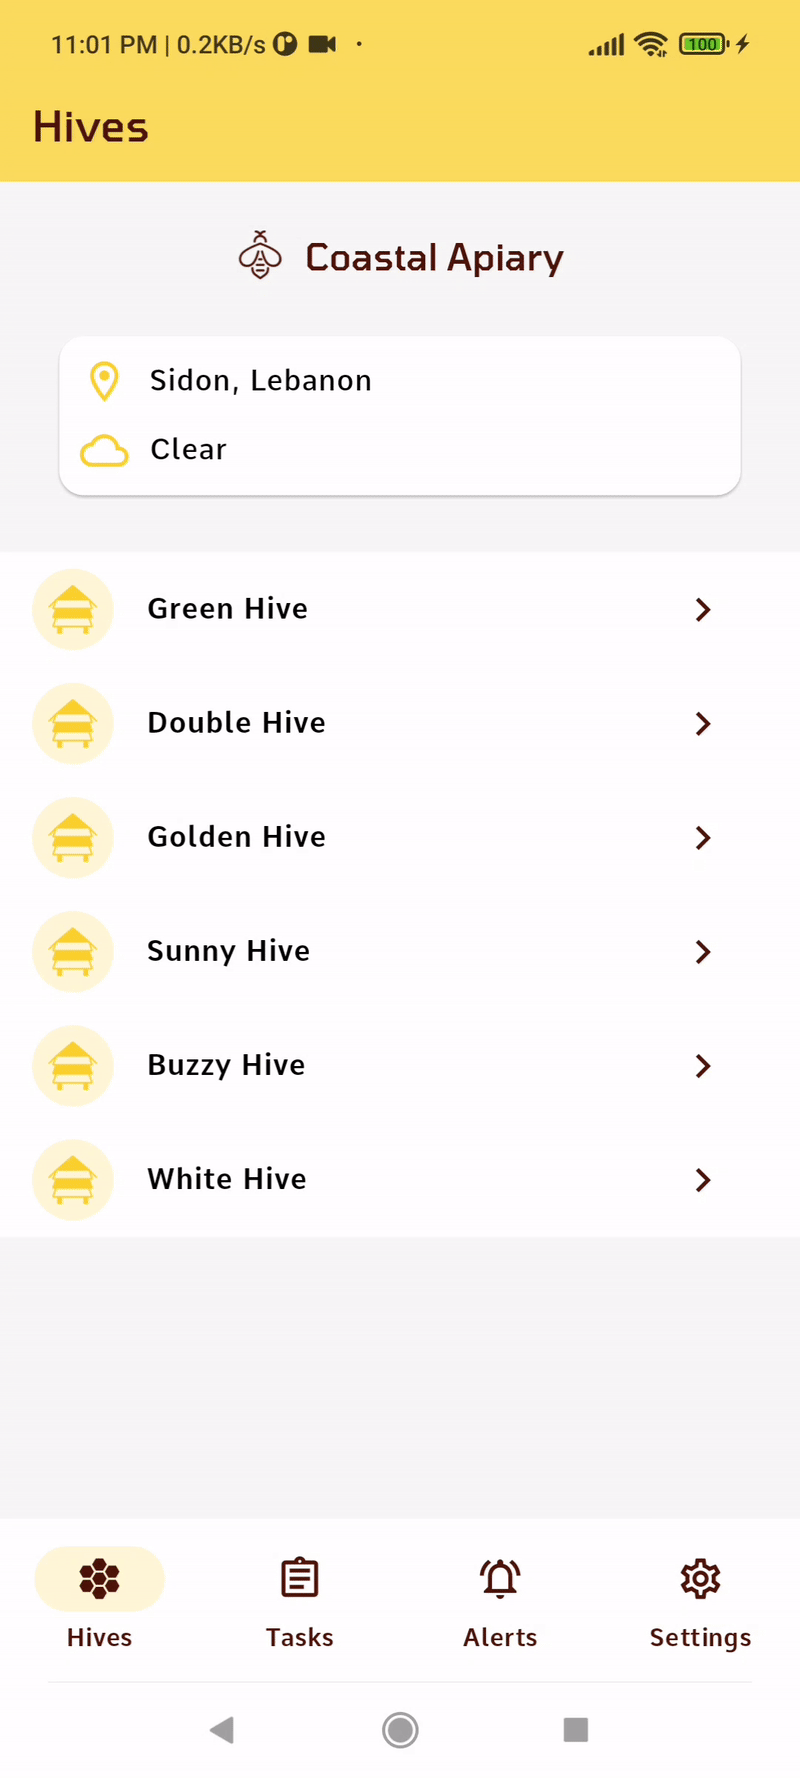 11:01 PM | 0.2KB/s
100
Hives
Coastal Apiary
Sidon, Lebanon
Clear
Green Hive
Double Hive
Golden Hive
Sunny Hive
Buzzy Hive
White Hive
Hives Tasks Alerts Settings